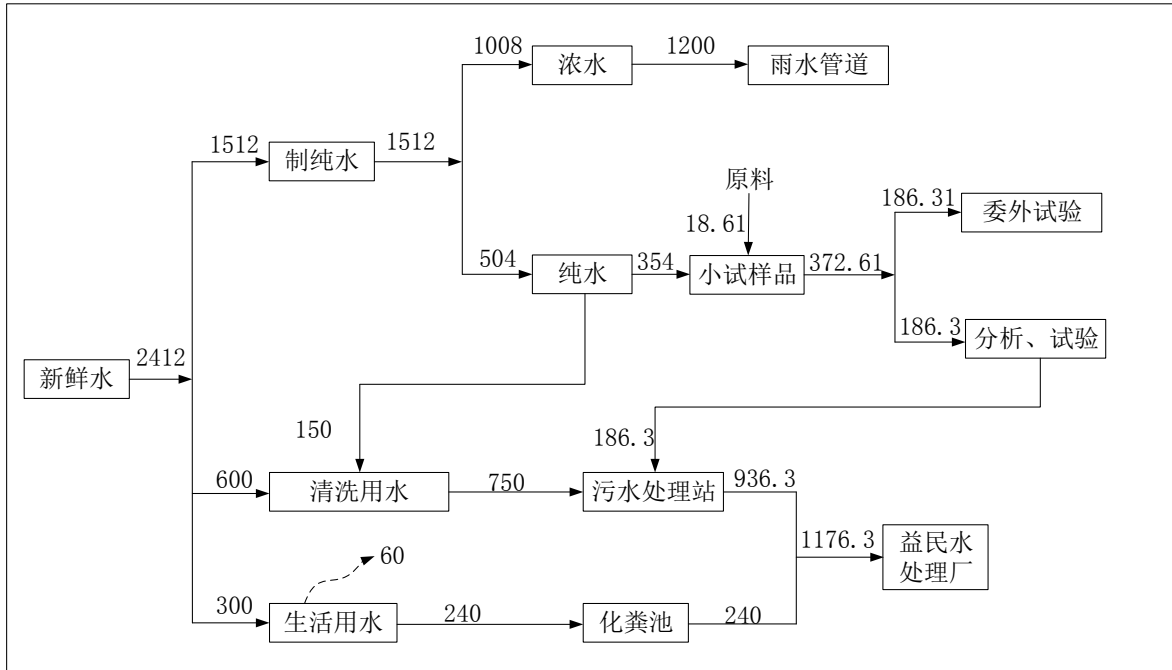 1008
浓水
1200
雨水管道
1512
制纯水
1512
原料
18.61
186.31
委外试验
504
纯水
354
小试样品
372.61
186.3
分析、试验
新鲜水
2412
150
186.3
600
清洗用水
750
污水处理站
936.3
60
1176.3
益民水
处理厂
300
生活用水
240
化粪池
240